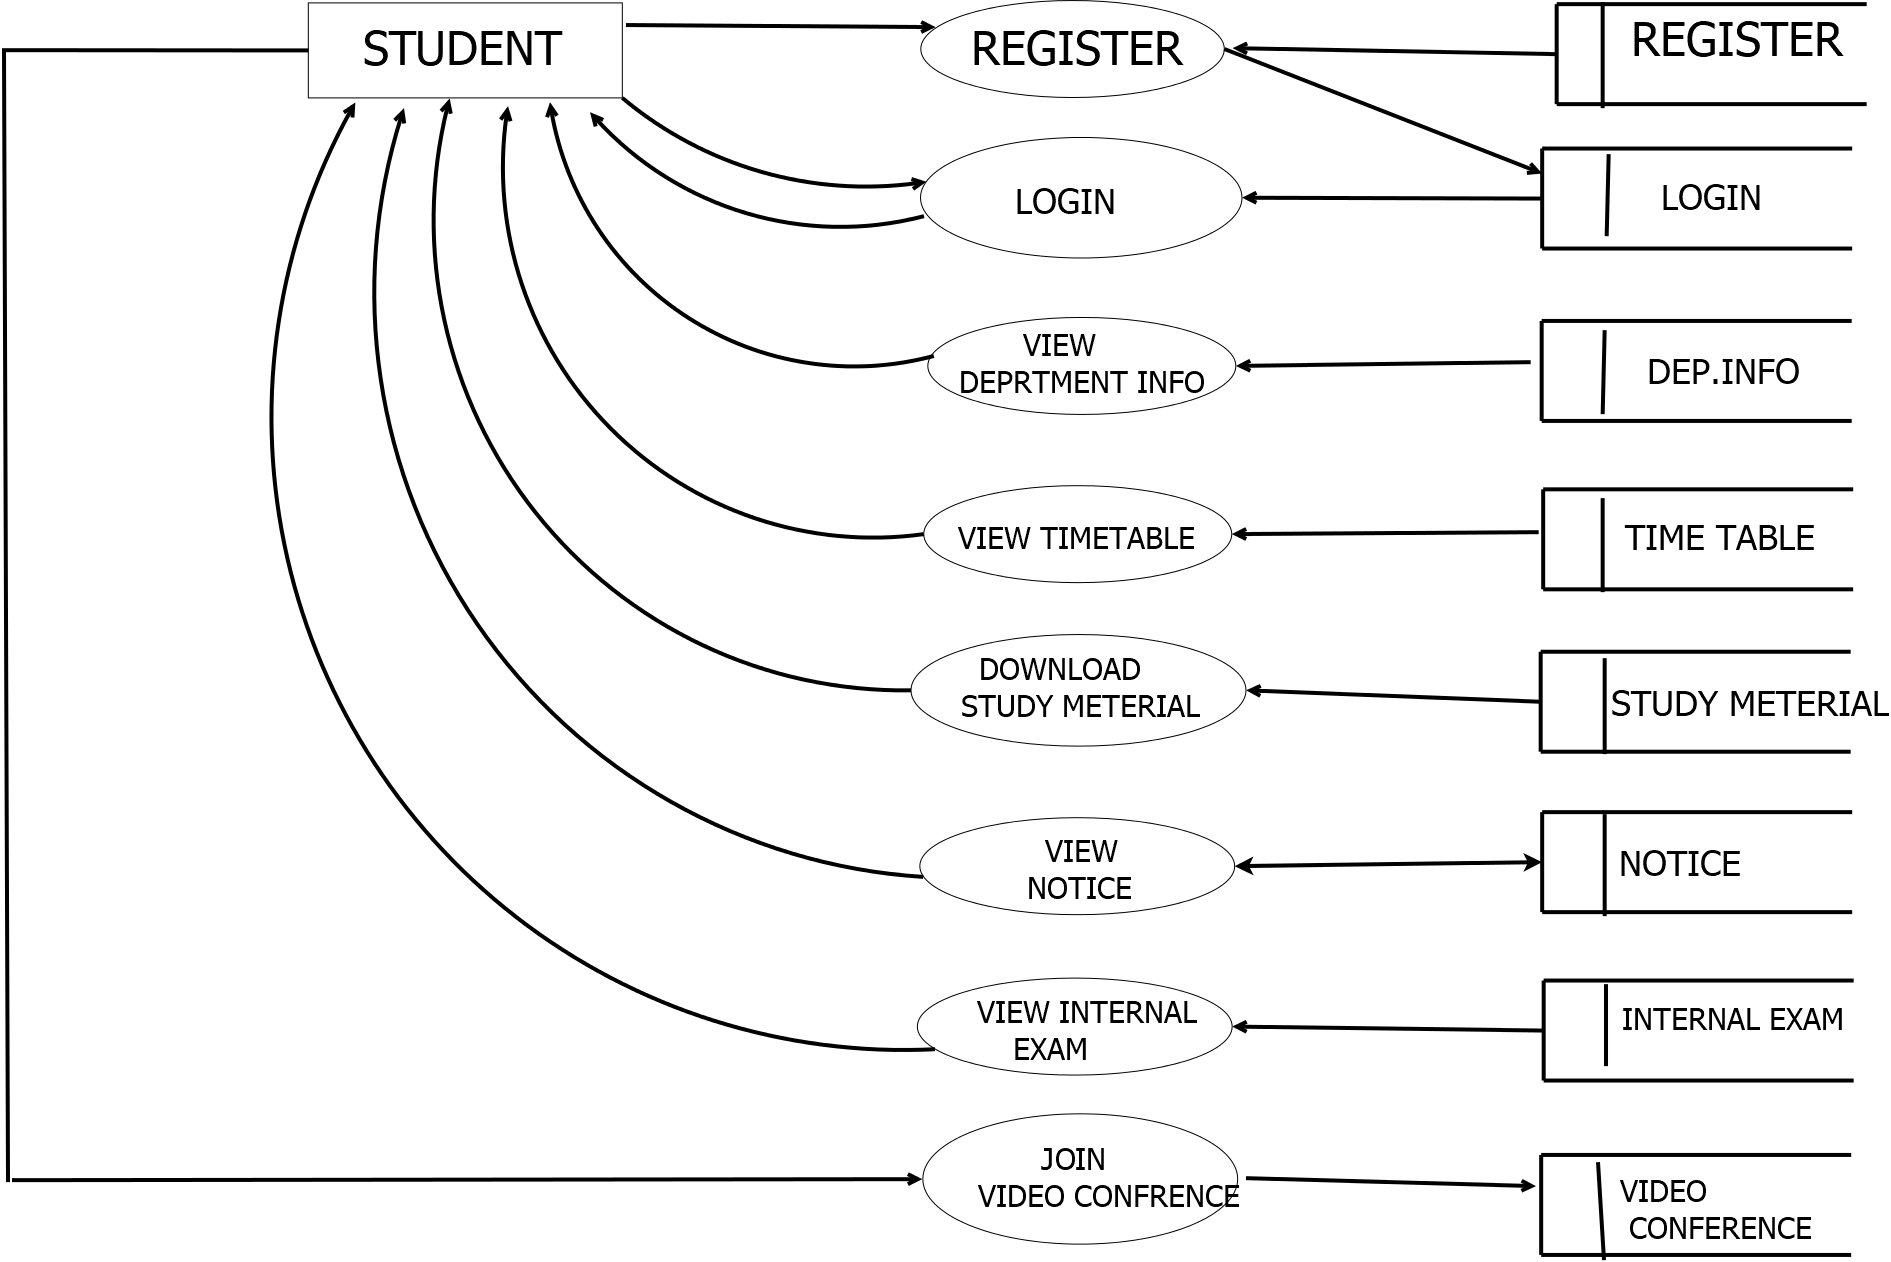 STUDENT
REGISTER
REGISTER
LOGIN
LOGIN
VIEW
DEPRTMENT INFO
DEP.INFO
VIEW TIMETABLE
TIME TABLE
DOWNLOAD
STUDY METERIAL
STUDY METERIAL
VIEW
NOTICE
NOTICE
VIEW INTERNAL
EXAM
INTERNAL EXAM
JOIN
VIDEO CONFRENCE
VIDEO
CONFERENCE